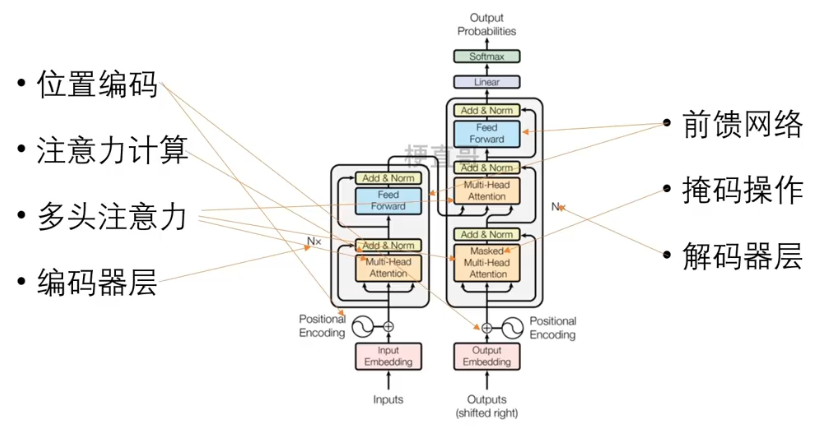 • 位置编码
• 注意力计算
• 多头注意力
• 编码器层
Output
Probabilities
Softmax
Linear
Add & Norm
Feed
Forward
Add & Norm
Multi-Head
Attention
Add & Norm
Masked
Multi-Head
Attention
N×
Add & Norm
Feed
Forward
N×
Add & Norm
Multi-Head
Attention
Positional
Encoding
Positional
Encoding
Input
Embedding
Output
Embedding
Inputs
Outputs
(shifted right)
梗直哥
• 前馈网络
• 掩码操作
• 解码器层